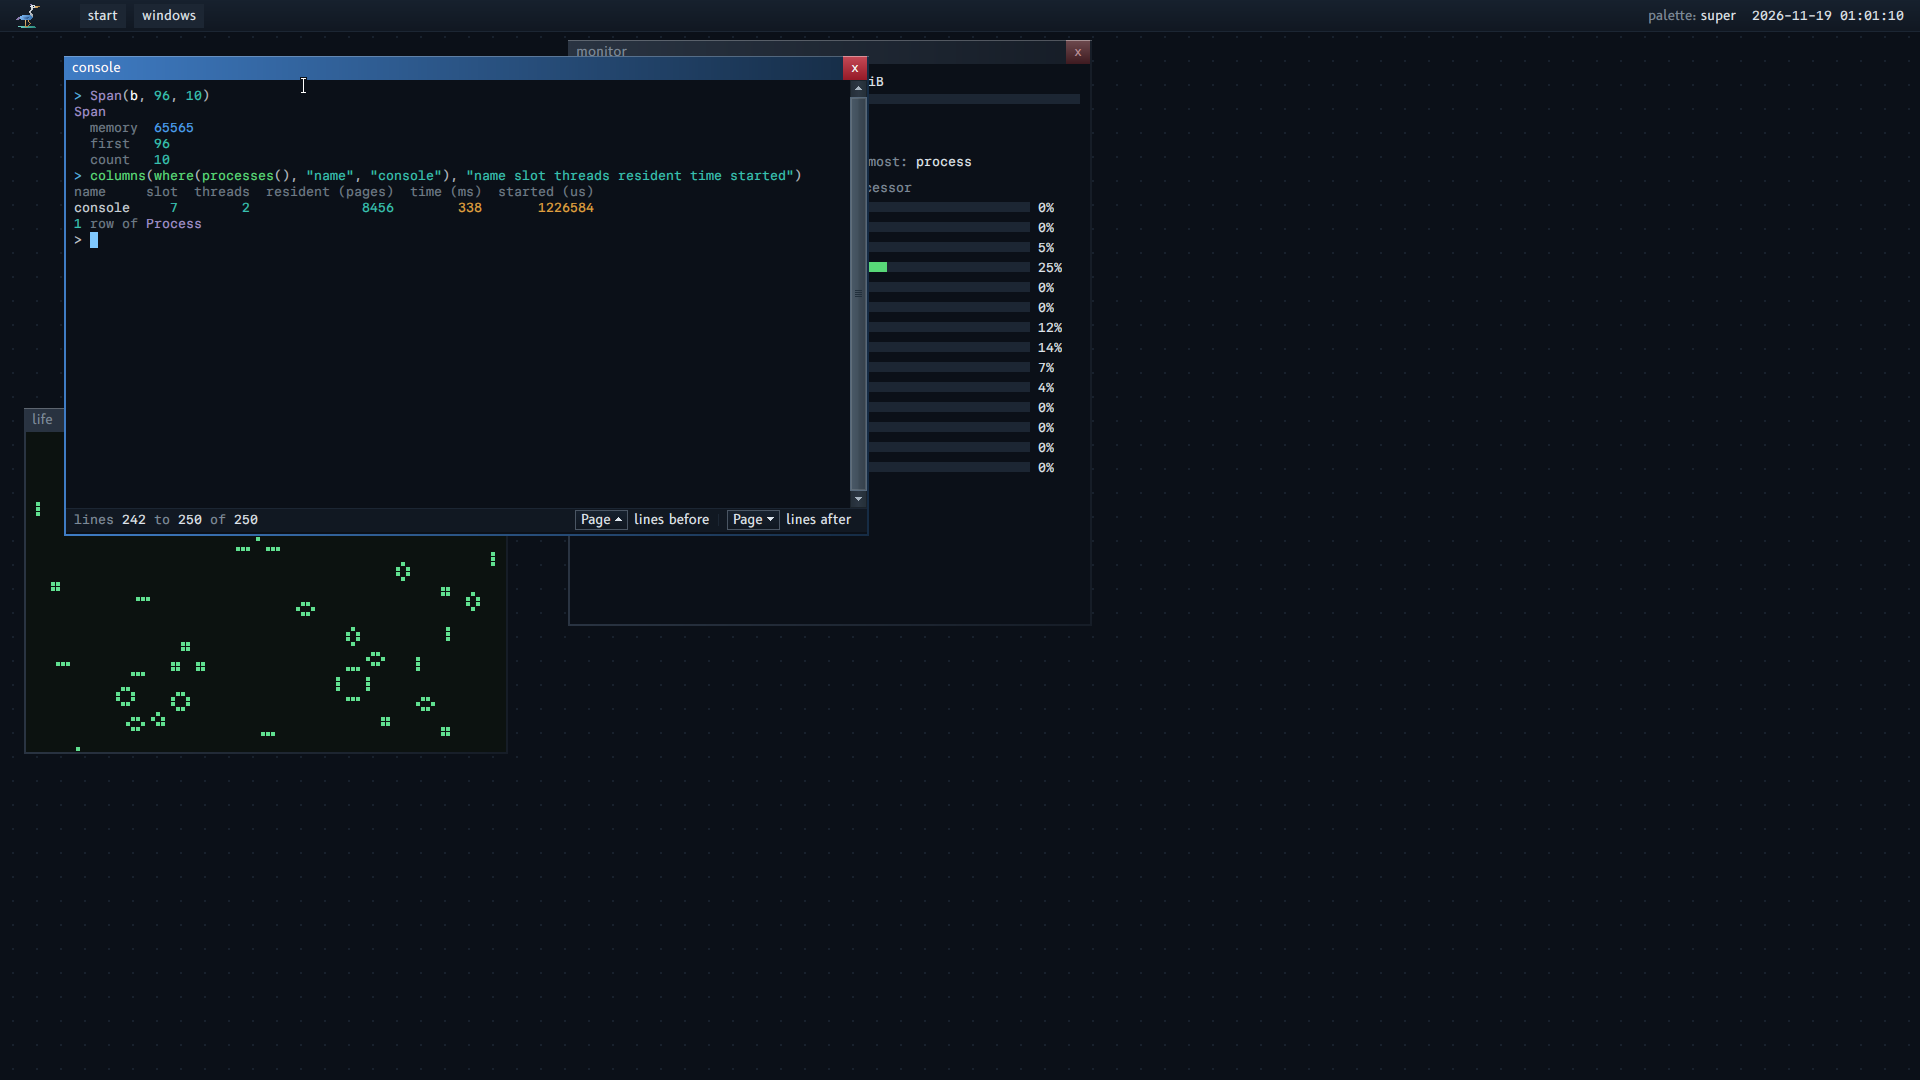 start windows palette: super 2026-11-19 01:01:10
monitor x
console x
> Span(b, 96, 10)
Span
memory 65565
first 96
count 10
> columns(where(processes(), "name", "console"), "name slot threads resident time started")
name slot threads resident (pages) time (ms) started (us)
console 7 2 8456 338 1226584
1 row of Process
>
lines 242 to 250 of 250 Page lines before Page lines after
iB
most: process
cessor
0%
0%
5%
25%
0%
0%
12%
14%
7%
4%
0%
0%
0%
0%
life